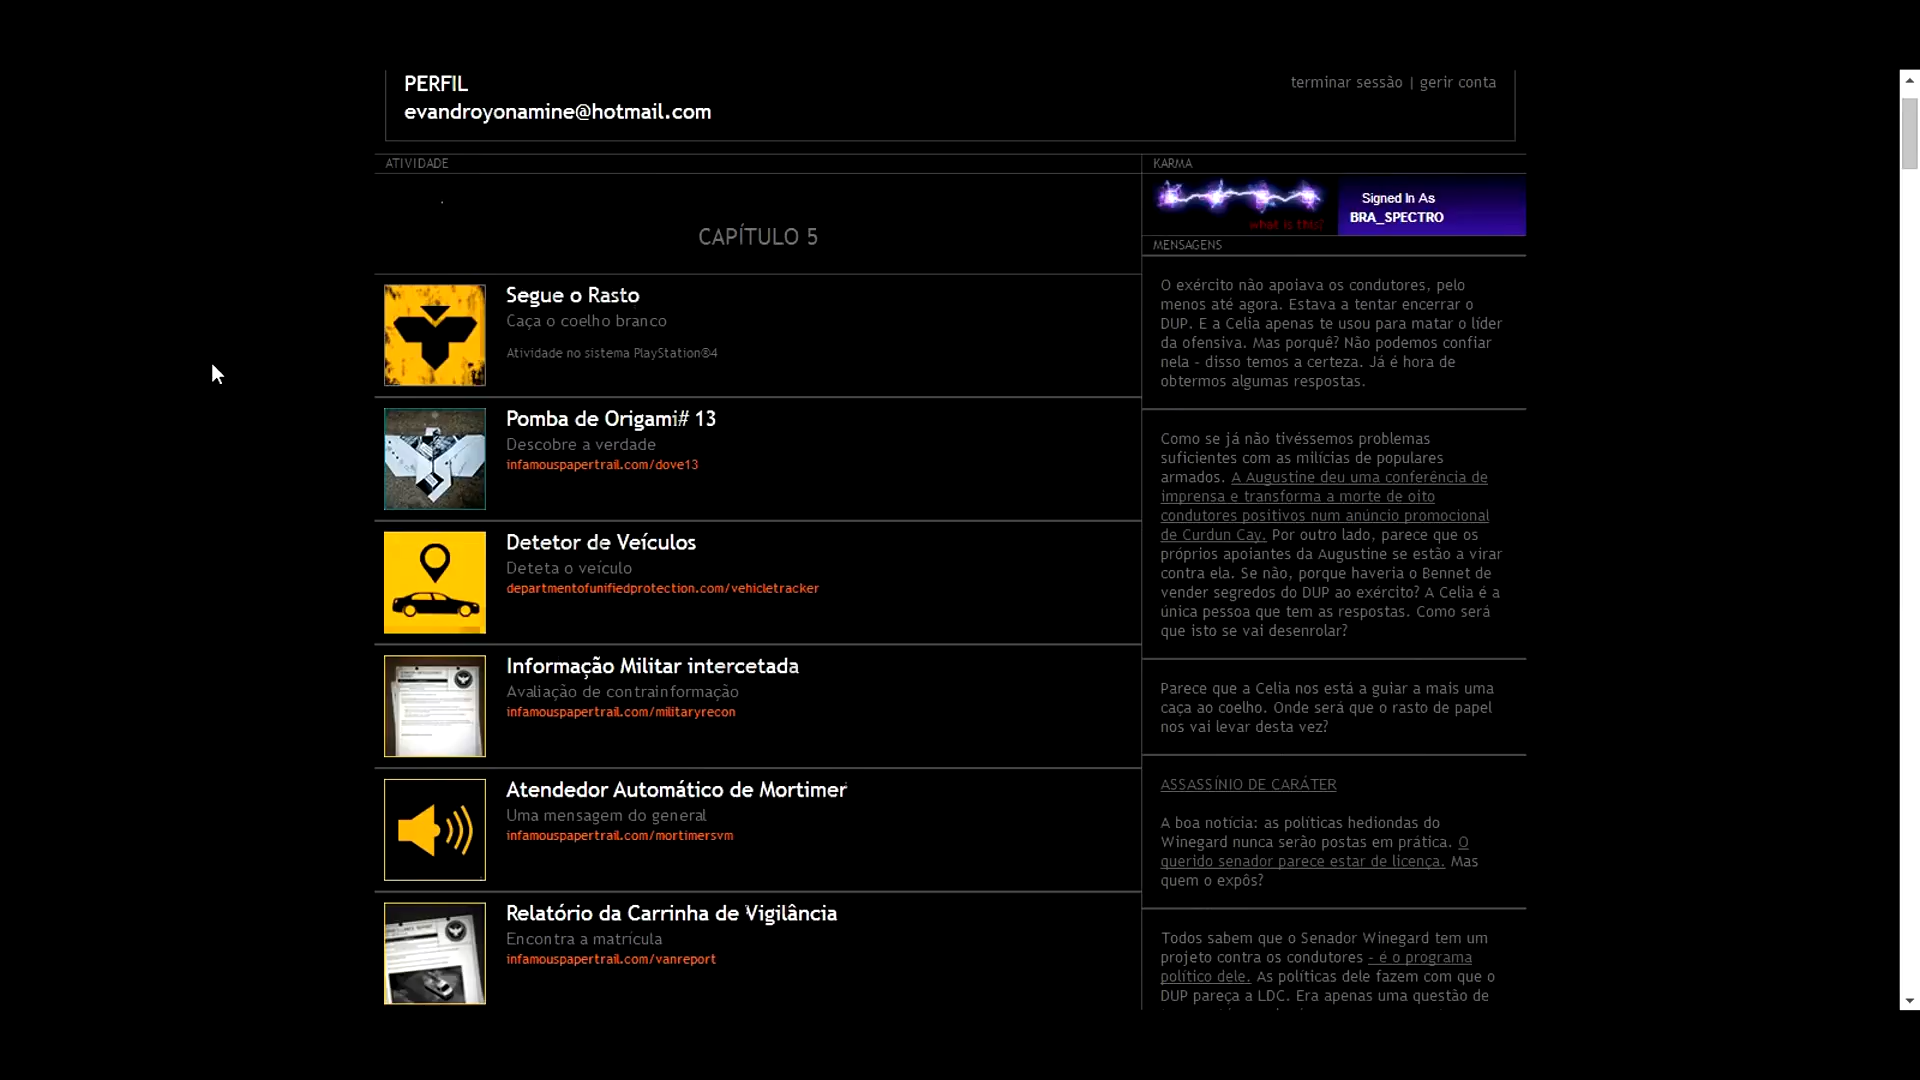 PERFIL
evandroyonamine@hotmail.com
terminar sessão | gerir conta
ATIVIDADE
CAPÍTULO 5
Segue o Rasto
Caça o coelho branco
Atividade no sistema PlayStation®4
Pomba de Origami# 13
Descobre a verdade
infamouspapertrail.com/dove13
Detetor de Veículos
Deteta o veículo
departmentofunifiedprotection.com/vehicletracker
Informação Militar intercetada
Avaliação de contrainformação
infamouspapertrail.com/militaryrecon
Atendedor Automático de Mortimer
Uma mensagem do general
infamouspapertrail.com/mortimersvm
Relatório da Carrinha de Vigilância
Encontra a matrícula
infamouspapertrail.com/vanreport
KARMA
what is this?
Signed In As
BRA_SPECTRO
MENSAGENS
O exército não apoiava os condutores, pelo
menos até agora. Estava a tentar encerrar o
DUP. E a Celia apenas te usou para matar o líder
da ofensiva. Mas porquê? Não podemos confiar
nela - disso temos a certeza. Já é hora de
obtermos algumas respostas.
Como se já não tivéssemos problemas
suficientes com as milícias de populares
armados. A Augustine deu uma conferência de
imprensa e transforma a morte de oito
condutores positivos num anúncio promocional
de Curdun Cay. Por outro lado, parece que os
próprios apoiantes da Augustine se estão a virar
contra ela. Se não, porque haveria o Bennet de
vender segredos do DUP ao exército? A Celia é a
única pessoa que tem as respostas. Como será
que isto se vai desenrolar?
Parece que a Celia nos está a guiar a mais uma
caça ao coelho. Onde será que o rasto de papel
nos vai levar desta vez?
ASSASSÍNIO DE CARÁTER
A boa notícia: as políticas hediondas do
Winegard nunca serão postas em prática. O
querido senador parece estar de licença. Mas
quem o expôs?
Todos sabem que o Senador Winegard tem um
projeto contra os condutores - é o programa
político dele. As políticas dele fazem com que o
DUP pareça a LDC. Era apenas uma questão de